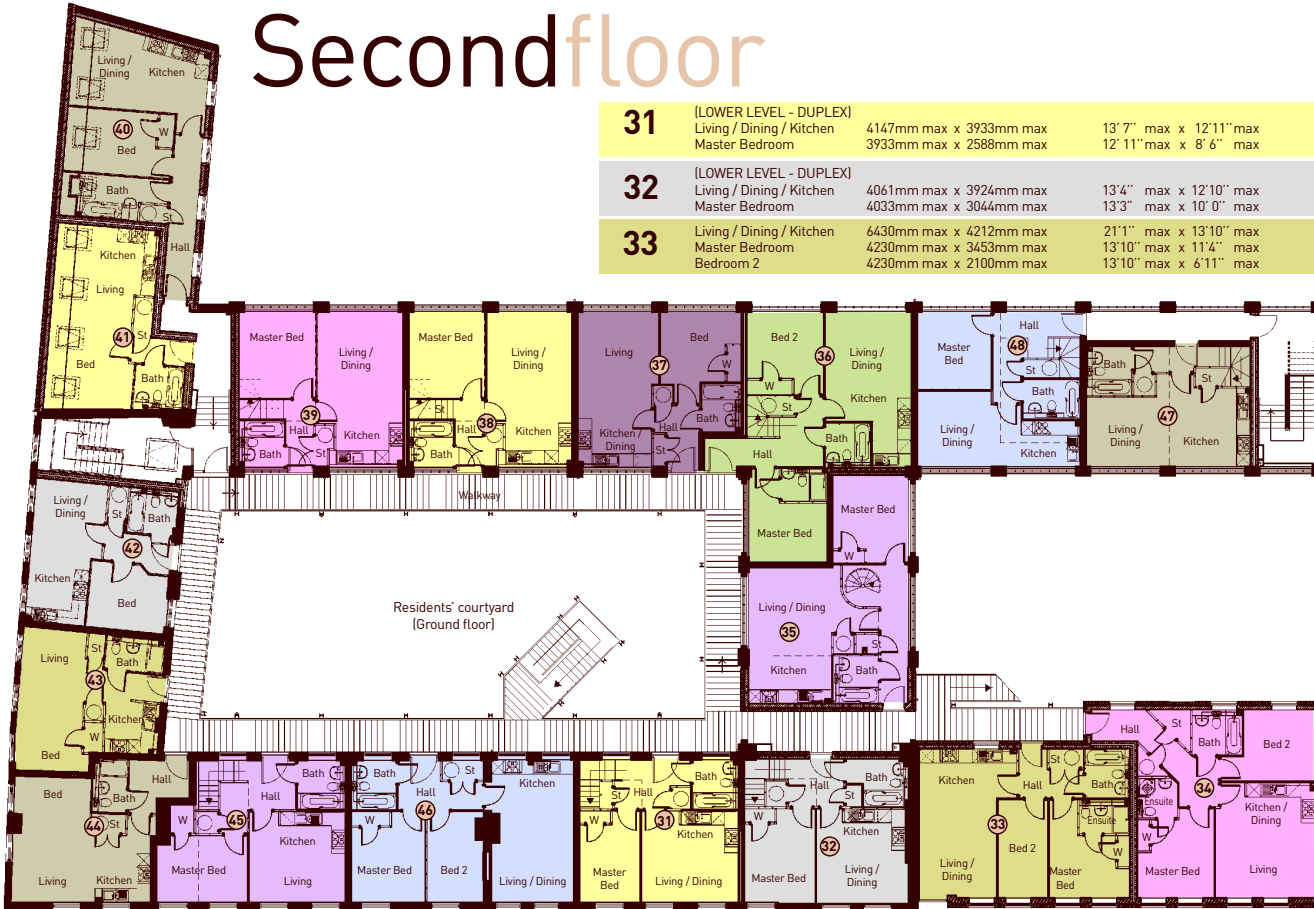 Secondfloor
31 (LOWER LEVEL - DUPLEX)
Living / Dining / Kitchen 4147mm max x 3933mm max 13' 7'' max x 12'11'' max
Master Bedroom 3933mm max x 2588mm max 12' 11'' max x 8' 6'' max
32 (LOWER LEVEL - DUPLEX)
Living / Dining / Kitchen 4061mm max x 3924mm max 13'4'' max x 12'10'' max
Master Bedroom 4033mm max x 3044mm max 13'3'' max x 10' 0'' max
33 Living / Dining / Kitchen 6430mm max x 4212mm max 21'1'' max x 13'10'' max
Master Bedroom 4230mm max x 3453mm max 13'10'' max x 11'4'' max
Bedroom 2 4230mm max x 2100mm max 13'10'' max x 6'11'' max
Living /
Dining
Kitchen
40
W
Bed
Bath
St
Hall
Kitchen
Living
41
St
Bed
Bath
Master Bed
Living /
Dining
39
Hall
Kitchen
Bath
St
Master Bed
Living /
Dining
St
38
Hall
Kitchen
Bath
Living
Bed
37
W
Bath
Hall
Kitchen /
Dining
St
Bed 2
36
Living /
Dining
W
St
Kitchen
Bath
Hall
Master Bed
Hall
48
Master
Bed
St
Bath
Living /
Dining
Kitchen
Bath
St
47
Living /
Dining
Kitchen
Walkway
Living /
Dining
St
Bath
42
Kitchen
Bed
Residents' courtyard
(Ground floor)
Master Bed
W
Living / Dining
35
St
Kitchen
Bath
Living
St
Bath
43
Kitchen
W
Bed
Bed
Hall
Bath
44
St
Living
Kitchen
Hall
Bath
W
45
Kitchen
Master Bed
Living
Bath
St
Hall
46
W
Master Bed
Bed 2
Kitchen
Living / Dining
Bath
St
Hall
W
31
Kitchen
Master
Bed
Living / Dining
Bath
St
Hall
St
W
Kitchen
32
Master Bed
Living /
Dining
Kitchen
St
Hall
Bath
33
Ensuite
Bed 2
W
Living /
Dining
Master
Bed
Hall
St
Bath
Bed 2
34
Ensuite
W
Kitchen /
Dining
Master Bed
Living